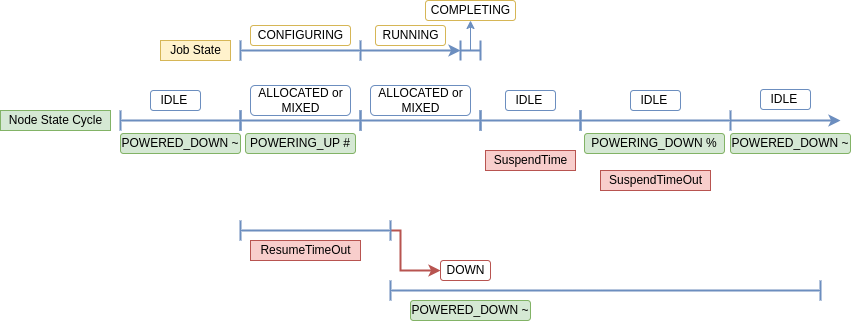 COMPLETING
Job State
CONFIGURING
RUNNING
IDLE
ALLOCATED or
MIXED
ALLOCATED or
MIXED
IDLE
IDLE
IDLE
Node State Cycle
POWERED_DOWN ~
POWERING_UP #
POWERING_DOWN %
POWERED_DOWN ~
SuspendTime
SuspendTimeOut
ResumeTimeOut
DOWN
POWERED_DOWN ~